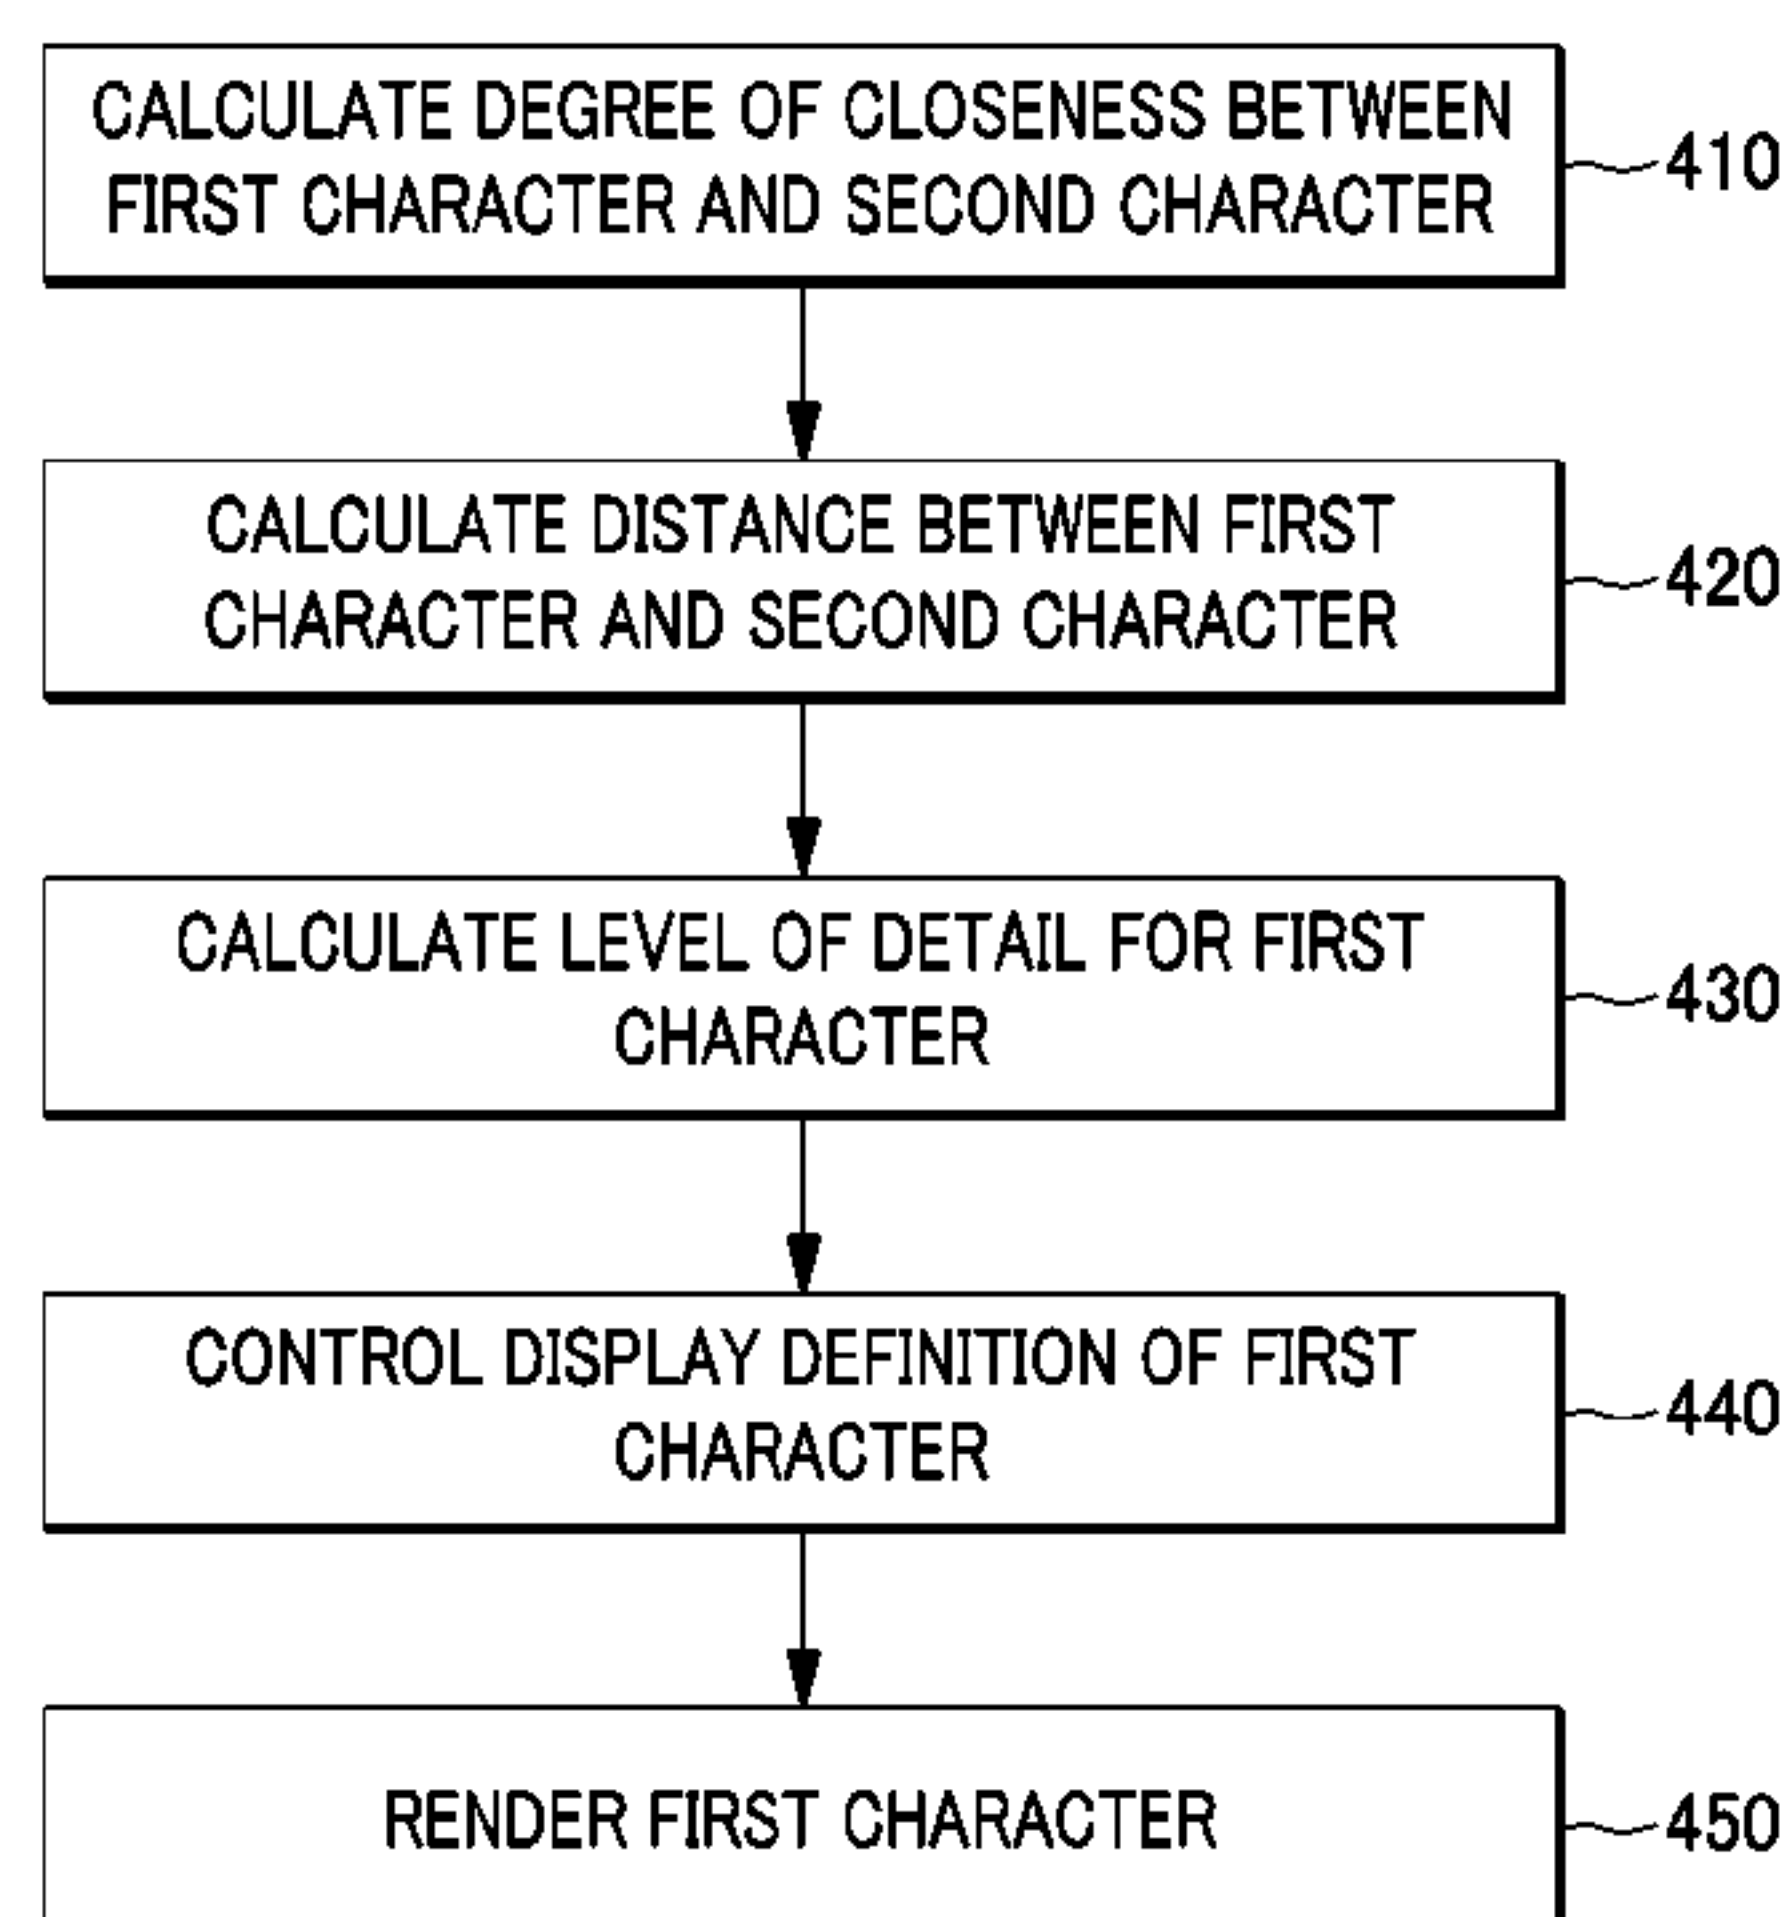 CALCULATE DEGREE OF CLOSENESS BETWEEN
FIRST CHARACTER AND SECOND CHARACTER
410
CALCULATE DISTANCE BETWEEN FIRST
CHARACTER AND SECOND CHARACTER
420
CALCULATE LEVEL OF DETAIL FOR FIRST
CHARACTER
430
CONTROL DISPLAY DEFINITION OF FIRST
CHARACTER
440
RENDER FIRST CHARACTER
450